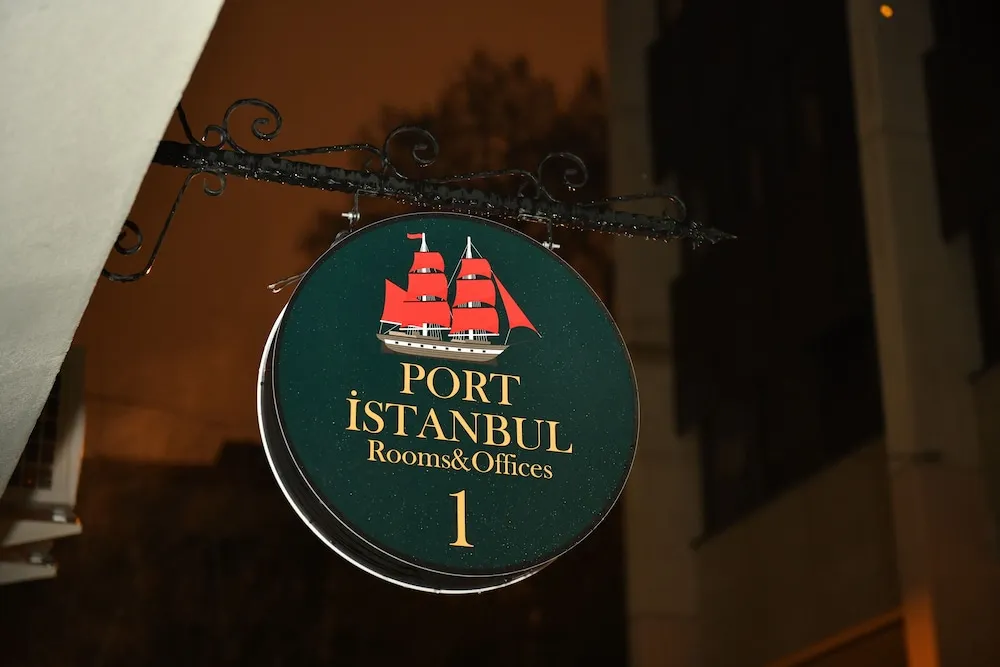 PORT
İSTANBUL
Rooms&Offices
1